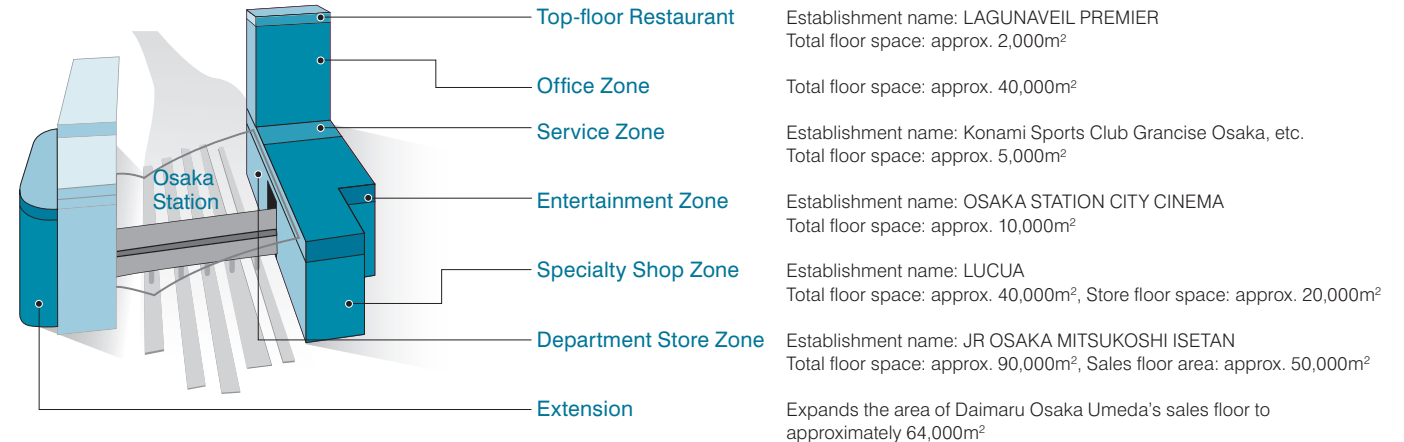 Top-floor Restaurant
Establishment name: LAGUNAVEIL PREMIER
Total floor space: approx. 2,000m²
Office Zone
Total floor space: approx. 40,000m²
Service Zone
Establishment name: Konami Sports Club Grancise Osaka, etc.
Total floor space: approx. 5,000m²
Osaka
Station
Entertainment Zone
Establishment name: OSAKA STATION CITY CINEMA
Total floor space: approx. 10,000m²
Specialty Shop Zone
Establishment name: LUCUA
Total floor space: approx. 40,000m², Store floor space: approx. 20,000m²
Department Store Zone
Establishment name: JR OSAKA MITSUKOSHI ISETAN
Total floor space: approx. 90,000m², Sales floor area: approx. 50,000m²
Extension
Expands the area of Daimaru Osaka Umeda's sales floor to
approximately 64,000m²